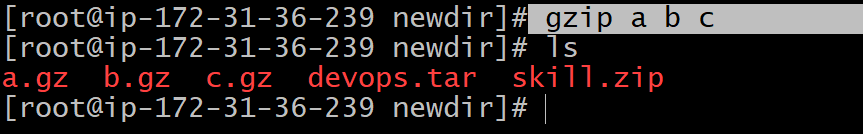 [root@ip-172-31-36-239 newdir]# gzip a b c
[root@ip-172-31-36-239 newdir]# ls
a.gz  b.gz  c.gz  devops.tar  skill.zip
[root@ip-172-31-36-239 newdir]#